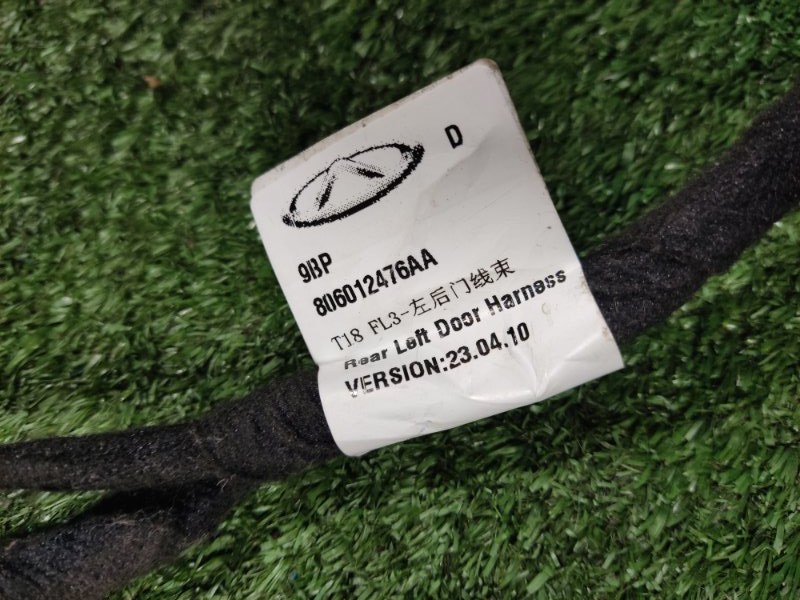 D
9BP
806012476AA
T18 FL3-左后门线束
Rear Left Door Harness
VERSION:23.04.10